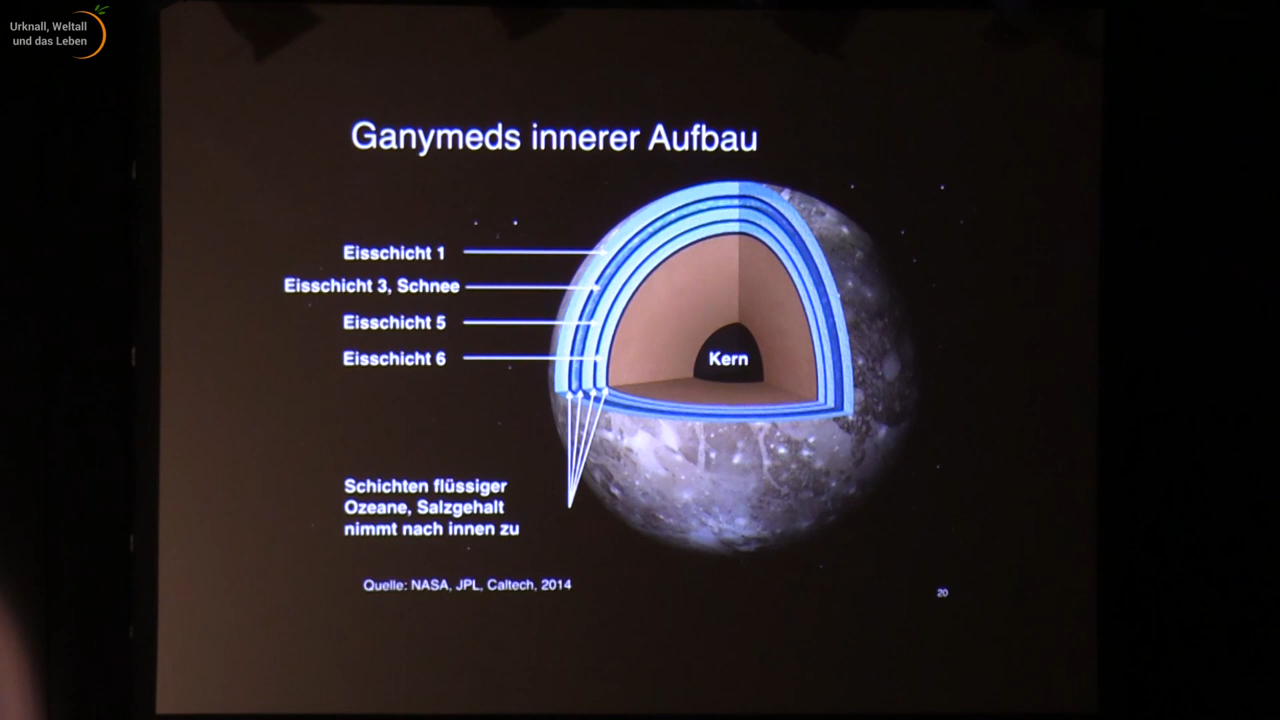 Urknall, Weltall
und das Leben
Ganymeds innerer Aufbau
Eisschicht 1
Eisschicht 3, Schnee
Eisschicht 5
Eisschicht 6
Kern
Schichten flüssiger
Ozeane, Salzgehalt
nimmt nach innen zu
Quelle: NASA, JPL, Caltech, 2014
20